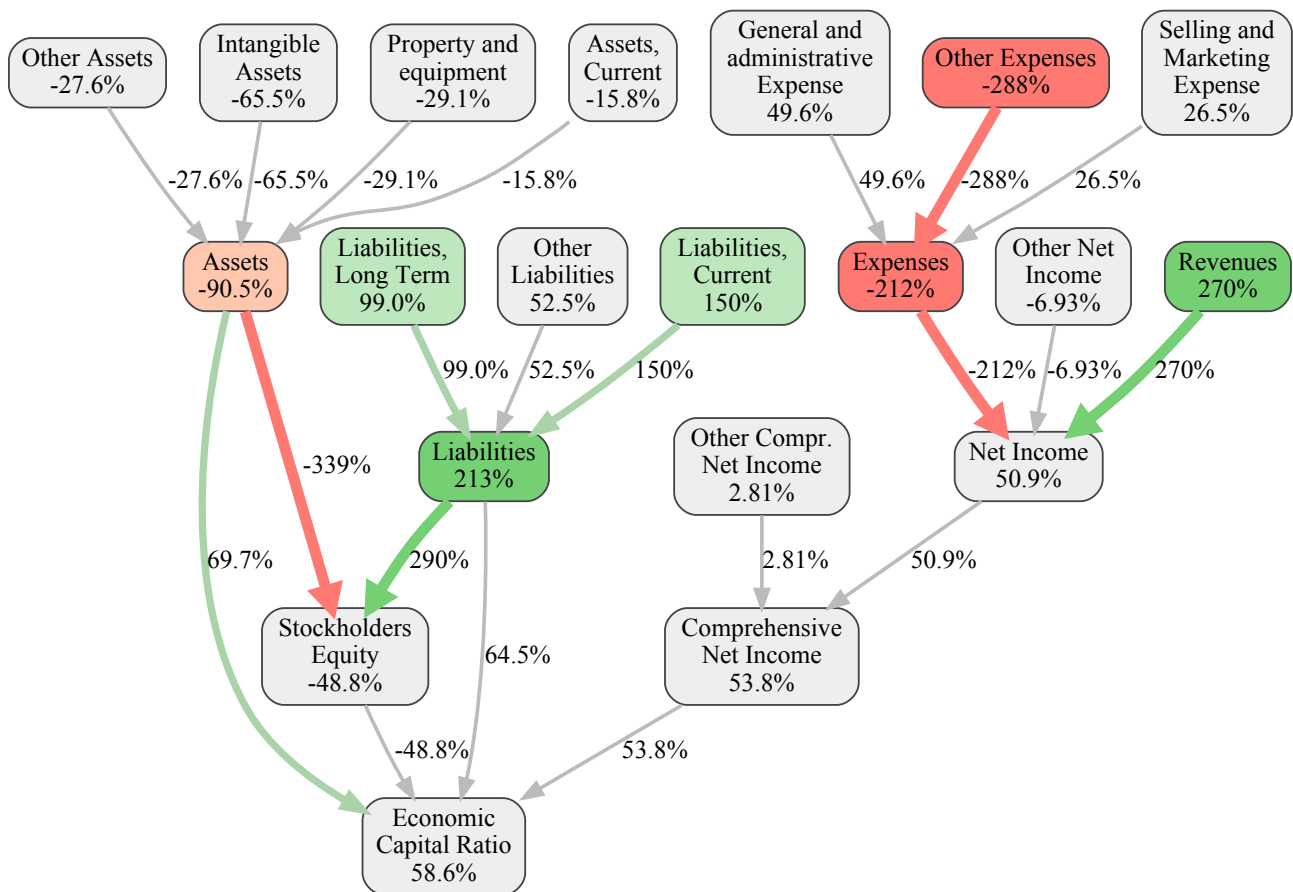 Other Assets
-27.6%
Intangible
Assets
-65.5%
Property and
equipment
-29.1%
Assets,
Current
-15.8%
General and
administrative
Expense
49.6%
Other Expenses
-288%
Selling and
Marketing
Expense
26.5%
-27.6%
-65.5%
-29.1%
-15.8%
49.6%
-288%
26.5%
Assets
-90.5%
Liabilities,
Long Term
99.0%
Other
Liabilities
52.5%
Liabilities,
Current
150%
Expenses
-212%
Other Net
Income
-6.93%
Revenues
270%
99.0%
52.5%
150%
-212%
-6.93%
270%
-339%
Liabilities
213%
Other Compr.
Net Income
2.81%
Net Income
50.9%
69.7%
290%
2.81%
50.9%
Stockholders
Equity
-48.8%
64.5%
Comprehensive
Net Income
53.8%
-48.8%
53.8%
Economic
Capital Ratio
58.6%